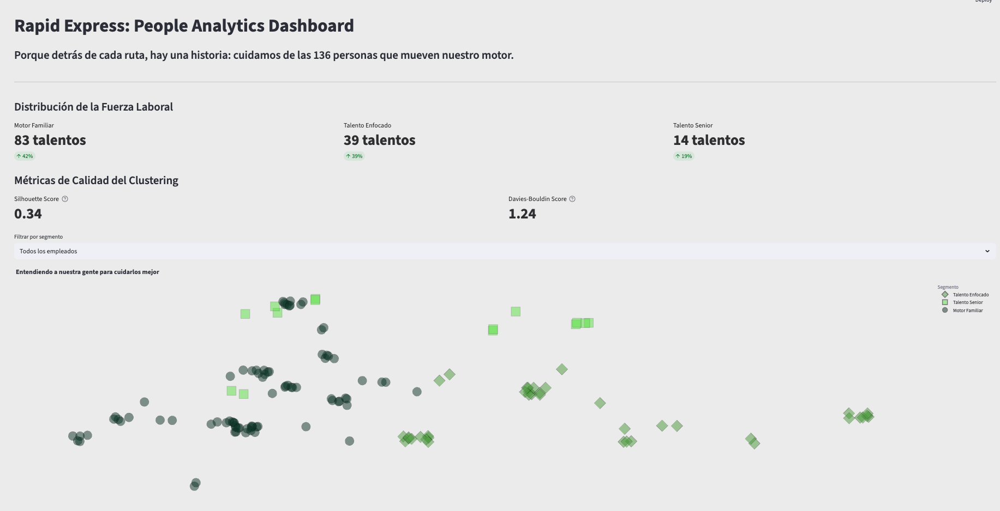 Deploy
Rapid Express: People Analytics Dashboard
Porque detrás de cada ruta, hay una historia: cuidamos de las 136 personas que mueven nuestro motor.
Distribución de la Fuerza Laboral
Motor Familiar
83 talentos
↑ 42%
Talento Enfocado
39 talentos
↑ 39%
Talento Senior
14 talentos
↑ 19%
Métricas de Calidad del Clustering
Silhouette Score
0.34
Davies-Bouldin Score
1.24
Filtrar por segmento
Todos los empleados
Entendiendo a nuestra gente para cuidarlos mejor
Segmento
Talento Enfocado
Talento Senior
Motor Familiar